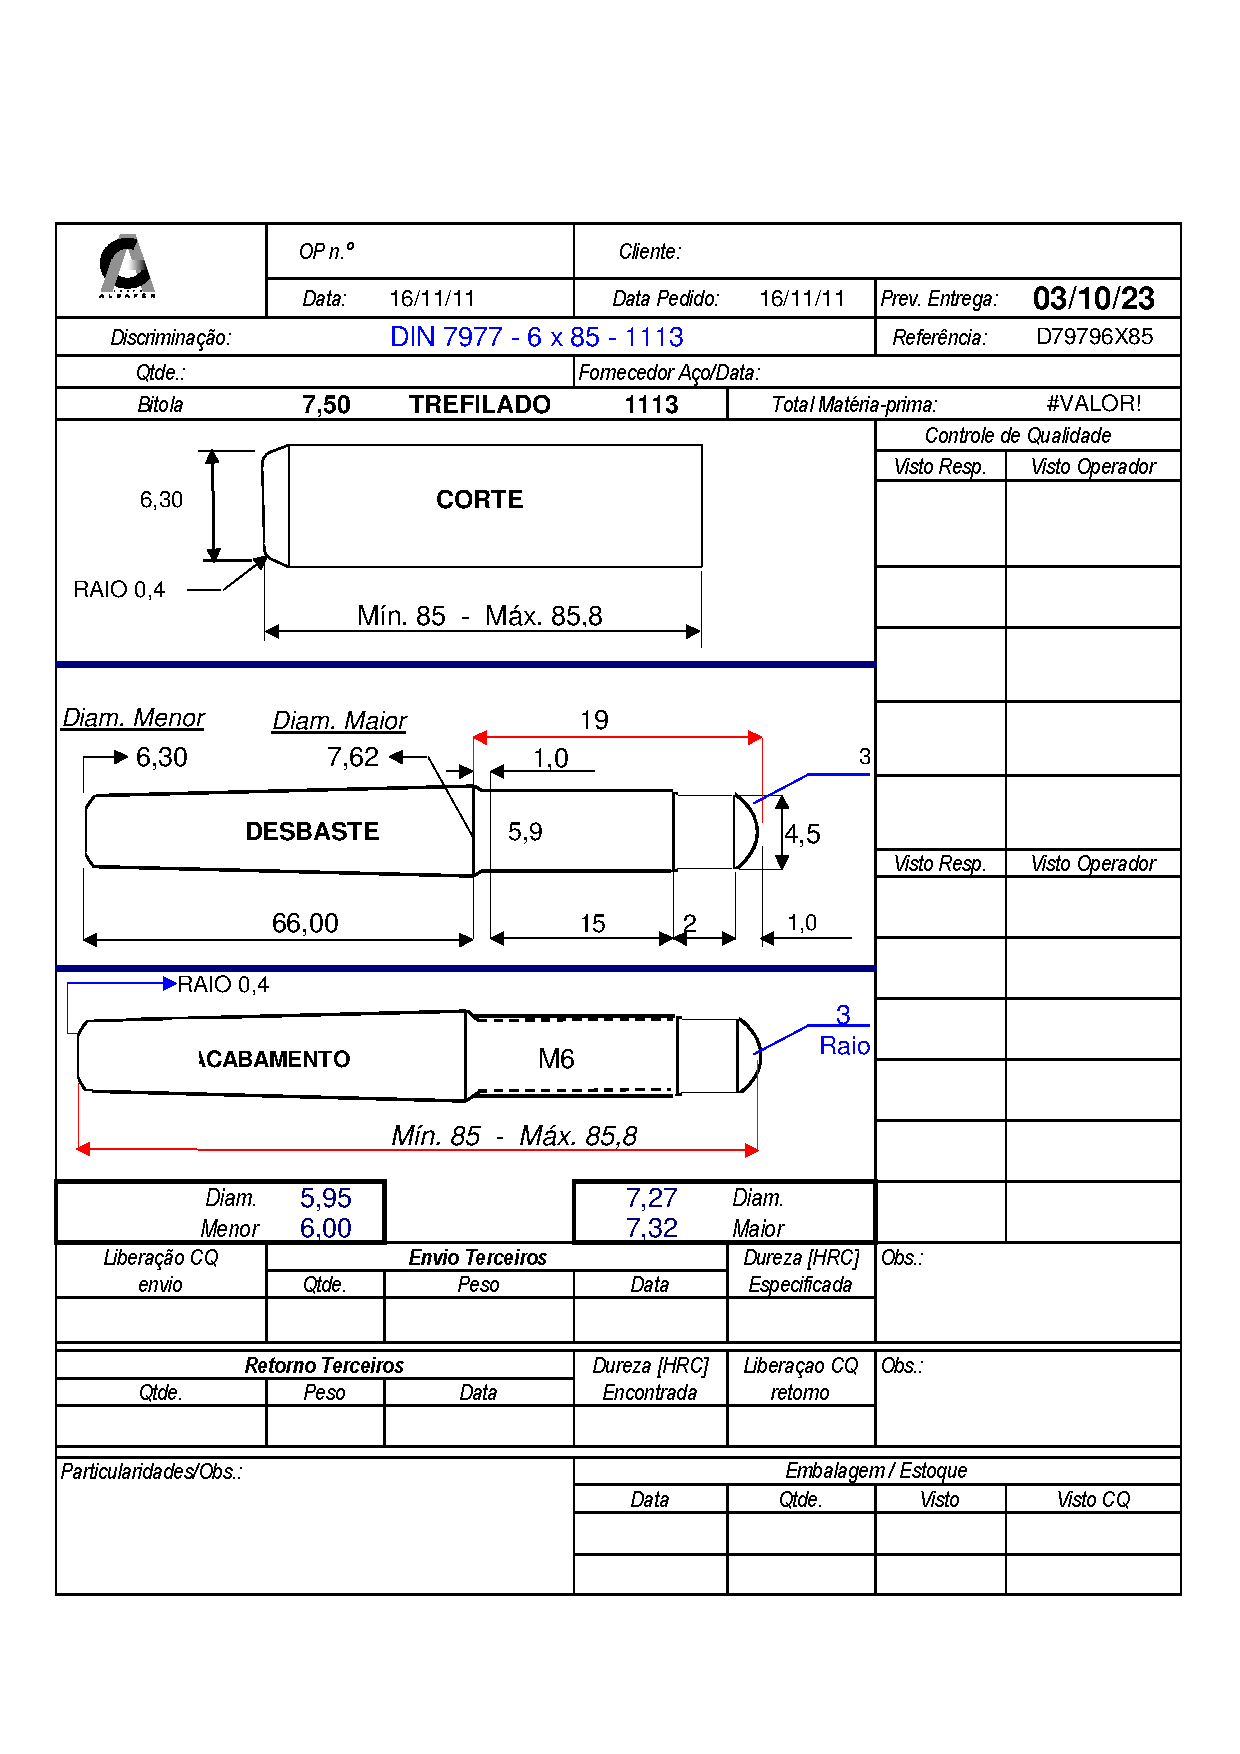 ALBAFER
OP n.º Cliente:
Data: 16/11/11 Data Pedido: 16/11/11 Prev. Entrega: 03/10/23
Discriminação: DIN 7977 - 6 x 85 - 1113 Referência: D79796X85
Qtde.: Fornecedor Aço/Data:
Bitola 7,50 TREFILADO 1113 Total Matéria-prima: #VALOR!
Controle de Qualidade
Visto Resp. Visto Operador
6,30 CORTE
RAIO 0,4
Mín. 85 - Máx. 85,8
Diam. Menor Diam. Maior 19
6,30 7,62 1,0 3
DESBASTE 5,9 4,5
Visto Resp. Visto Operador
66,00 15 2 1,0
RAIO 0,4
3
Raio
ACABAMENTO M6
Mín. 85 - Máx. 85,8
Diam. 5,95 7,27 Diam.
Menor 6,00 7,32 Maior
Liberação CQ Envio Terceiros Dureza [HRC] Obs.:
envio Qtde. Peso Data Especificada
Retorno Terceiros Dureza [HRC] Liberaçao CQ Obs.:
Qtde. Peso Data Encontrada retorno
Particularidades/Obs.: Embalagem / Estoque
Data Qtde. Visto Visto CQ